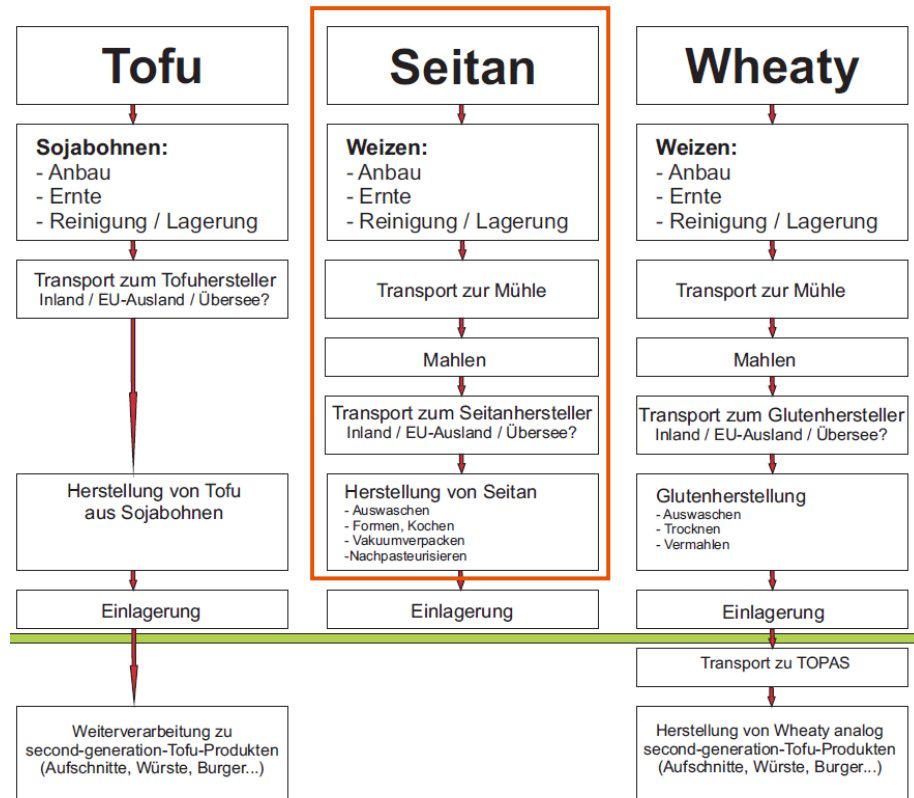 Tofu
Sojabohnen:
- Anbau
- Ernte
- Reinigung / Lagerung
Transport zum Tofuhersteller
Inland / EU-Ausland / Übersee?
Herstellung von Tofu
aus Sojabohnen
Einlagerung
Weiterverarbeitung zu
second-generation-Tofu-Produkten
(Aufschnitte, Würste, Burger...)
Seitan
Weizen:
- Anbau
- Ernte
- Reinigung / Lagerung
Transport zur Mühle
Mahlen
Transport zum Seitanhersteller
Inland / EU-Ausland / Übersee?
Herstellung von Seitan
- Auswaschen
- Formen, Kochen
- Vakuumverpacken
-Nachpasteurisieren
Einlagerung
Wheaty
Weizen:
- Anbau
- Ernte
- Reinigung / Lagerung
Transport zur Mühle
Mahlen
Transport zum Glutenhersteller
Inland / EU-Ausland / Übersee?
Glutenherstellung
- Auswaschen
- Trocknen
- Vermahlen
Einlagerung
Transport zu TOPAS
Herstellung von Wheaty analog
second-generation-Tofu-Produkten
(Aufschnitte, Würste, Burger...)